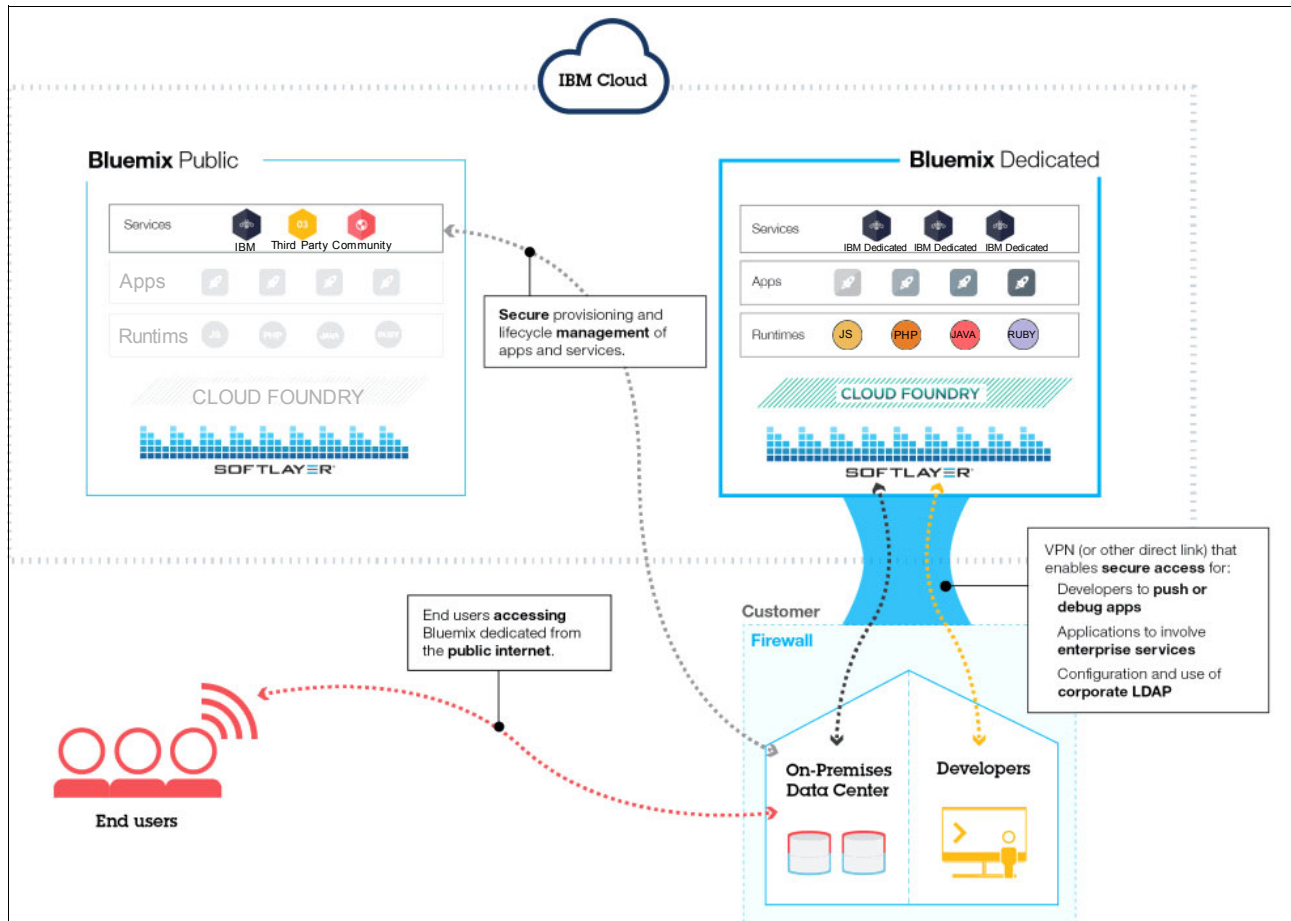 IBM Cloud
Bluemix Public
Services
03
IBM
Third Party
Community
Apps
Runtims
JS
PHP
JAVA
RUBY
CLOUD FOUNDRY
SOFTLAYER
Bluemix Dedicated
Services
IBM Dedicated
IBM Dedicated
IBM Dedicated
Apps
Runtimes
JS
PHP
JAVA
RUBY
CLOUD FOUNDRY
SOFTLAYER
Secure provisioning and
lifecycle management of
apps and services.
VPN (or other direct link) that
enables secure access for:
Developers to push or
debug apps
Applications to involve
enterprise services
Configuration and use of
corporate LDAP
End users accessing
Bluemix dedicated from
the public internet.
Customer
Firewall
On-Premises
Data Center
Developers
End users